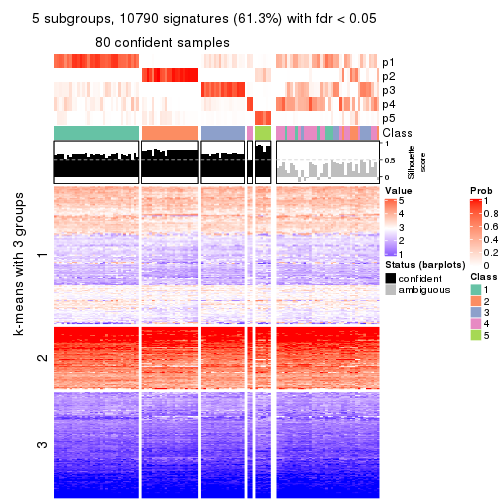 5 subgroups, 10790 signatures (61.3%) with fdr < 0.05
80 confident samples
p1
p2
p3
p4
p5
Class
1
0.5
0
Silhouette
score
k-means with 3 groups
1
2
3
Value
5
4
3
2
1
Status (barplots)
confident
ambiguous
Prob
1
0.8
0.6
0.4
0.2
0
Class
1
2
3
4
5